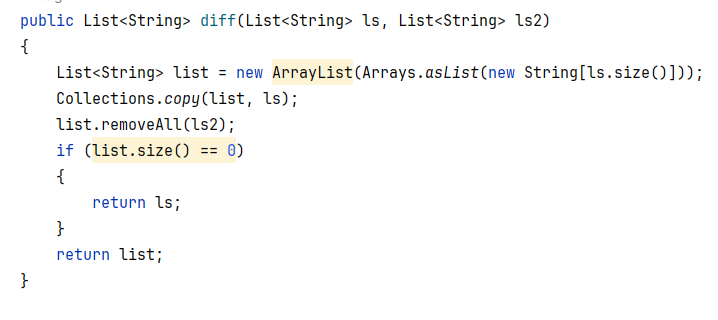 public List<String> diff(List<String> ls, List<String> ls2)
{
    List<String> list = new ArrayList(Arrays.asList(new String[ls.size()]));
    Collections.copy(list, ls);
    list.removeAll(ls2);
    if (list.size() == 0)
    {
        return ls;
    }
    return list;
}